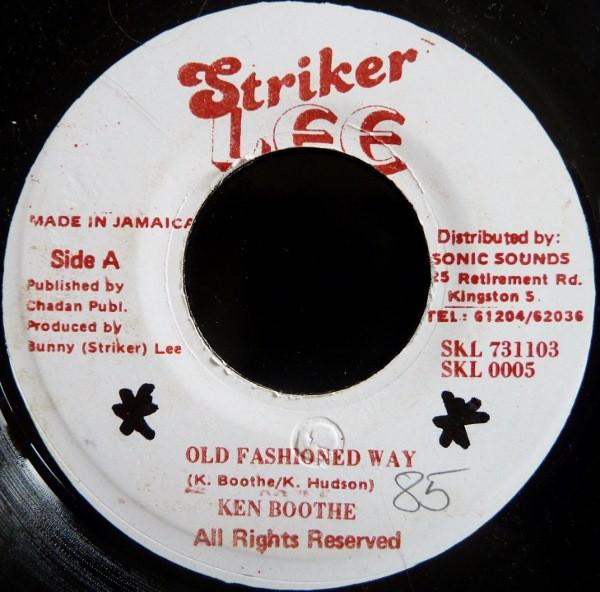 Striker
LEE
MADE IN JAMAICA
Side A
Published by
Chadan Publ.
Produced by
Bunny (Striker) Lee
Distributed by:
SONIC SOUNDS
25 Retirement Rd.
Kingston 5
TEL: 61204/62036
SKL 731103
SKL 0005
OLD FASHIONED WAY
(K. Boothe/K. Hudson)
85
KEN BOOTHE
All Rights Reserved